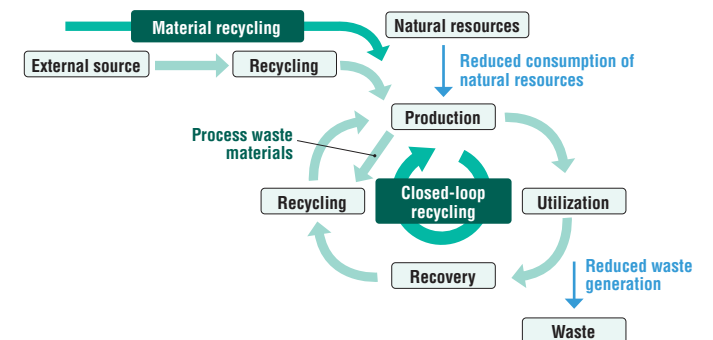 Material recycling
Natural resources
External source
Recycling
Reduced consumption of
natural resources
Production
Process waste
materials
Recycling
Closed-loop
recycling
Utilization
Recovery
Reduced waste
generation
Waste